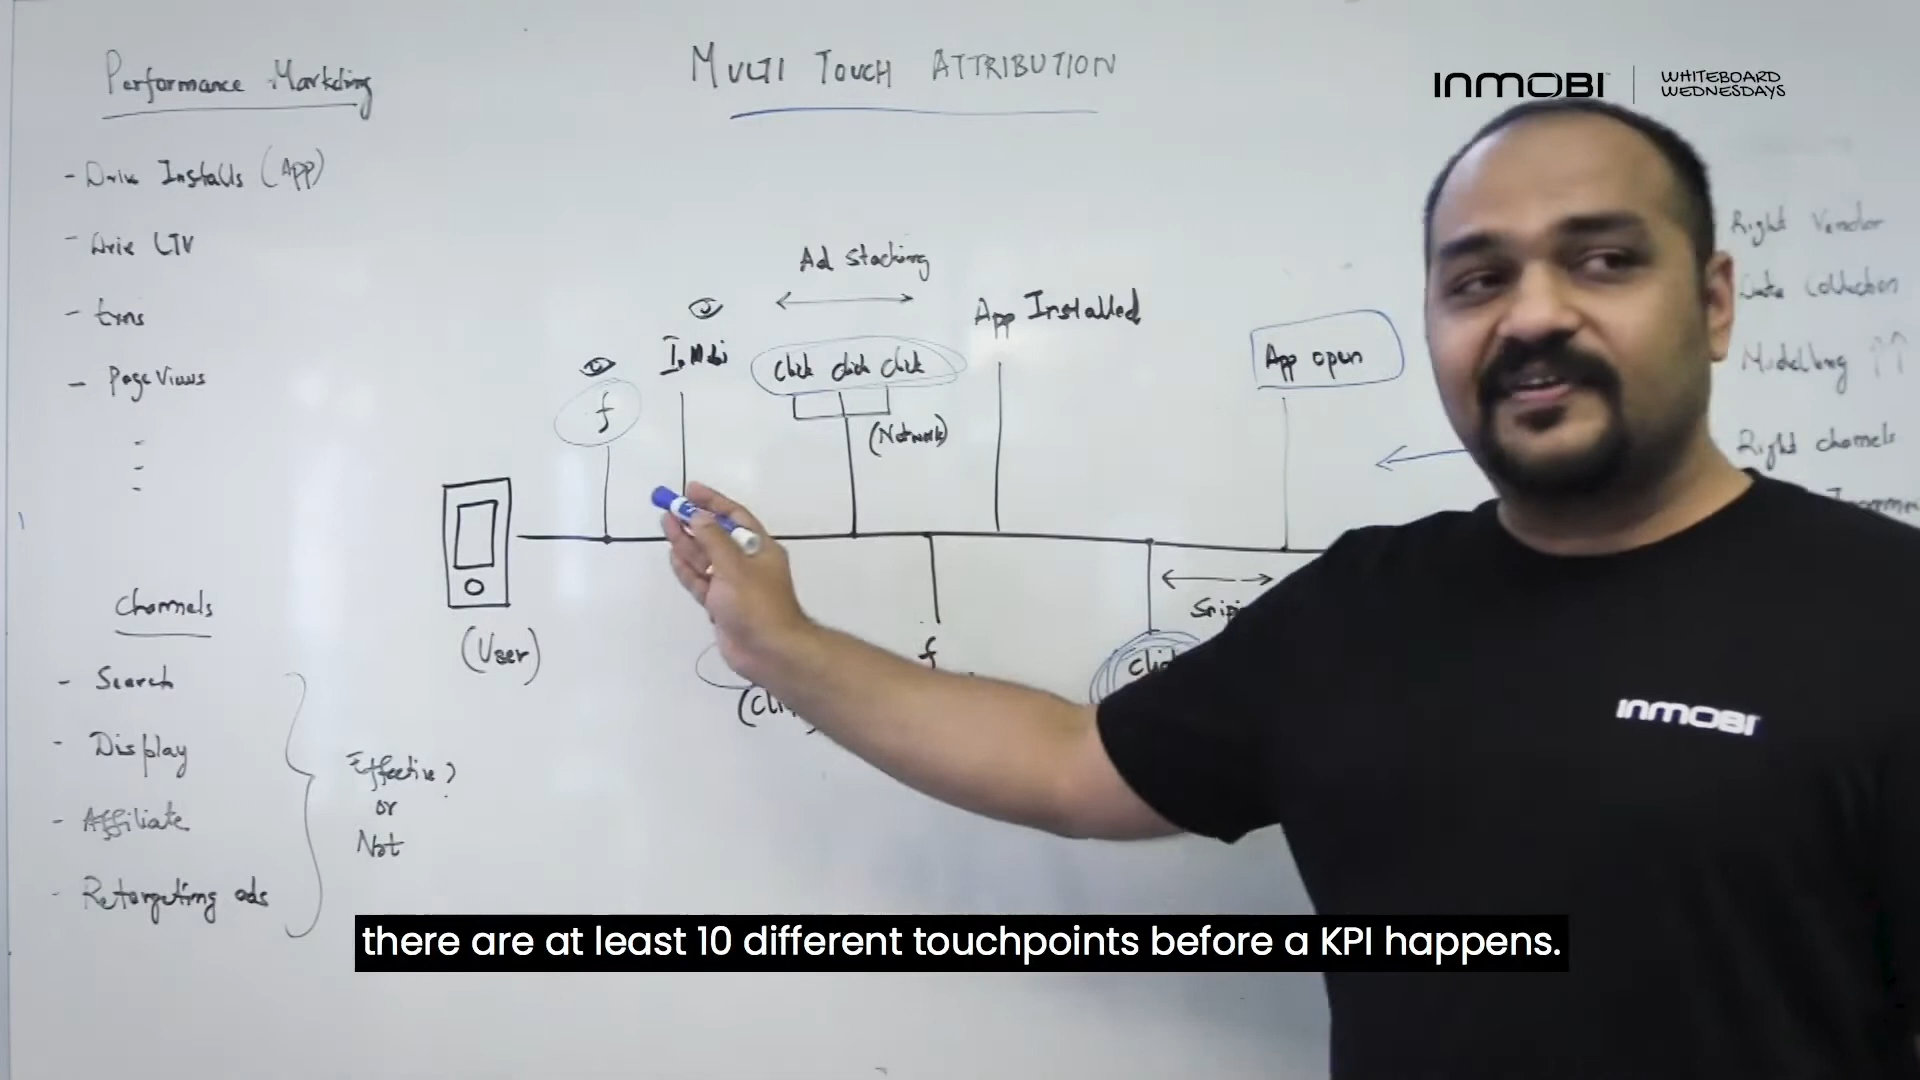 Performance Marketing
- Drive Installs (App)
- Drive LTV
- txns
- Page Views
Channels
- Search
- Display
- Affiliate
- Retargeting ads
Effective?
or
Not
MULTI TOUCH ATTRIBUTION
Ad Stacking
f
InMobi
Click Click Click
(Network)
App Installed
App open
(User)
f
INMOBI
WHITEBOARD
WEDNESDAYS
Right Vendor
Data Collection
Modelling
Right channels
INMOBI
there are at least 10 different touchpoints before a KPI happens.